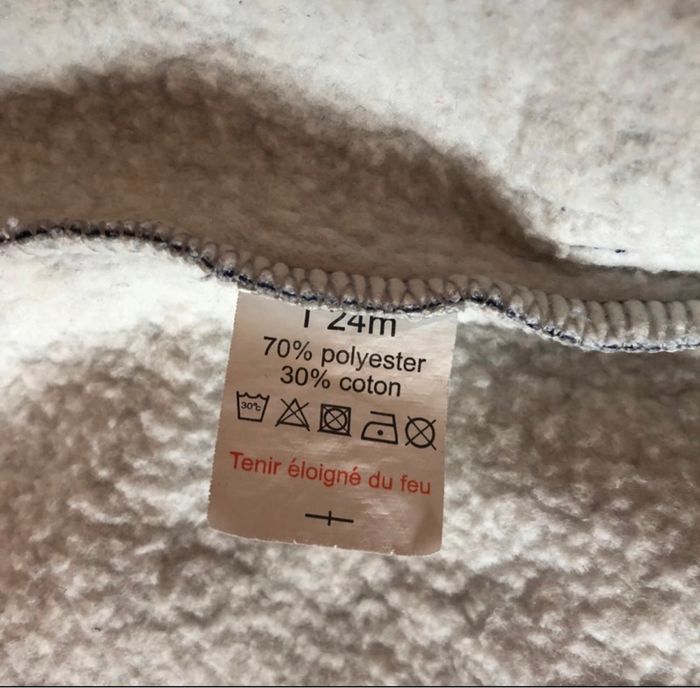 T 24m
70% polyester
30% coton
30°c
Tenir éloigné du feu